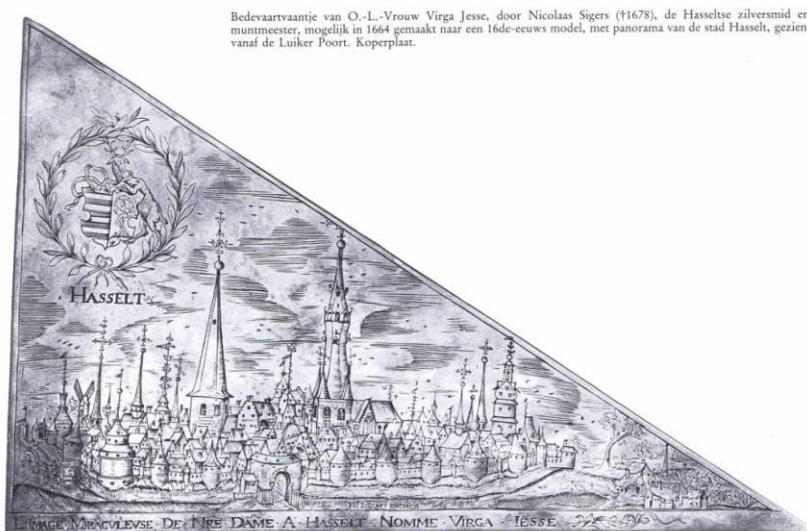 Bedevaartvaantje van O.-L.-Vrouw Virga Jesse, door Nicolaas Sigers (†1678), de Hasseltse zilversmid en
muntmeester, mogelijk in 1664 gemaakt naar een 16de-eeuws model, met panorama van de stad Hasselt, gezien
vanaf de Luiker Poort. Koperplaat.
HASSELT
L'IMAGE · MIRACVLEVSE · DE · NRE · DAME · A · HASSELT · NOMME · VIRGA · IESSE